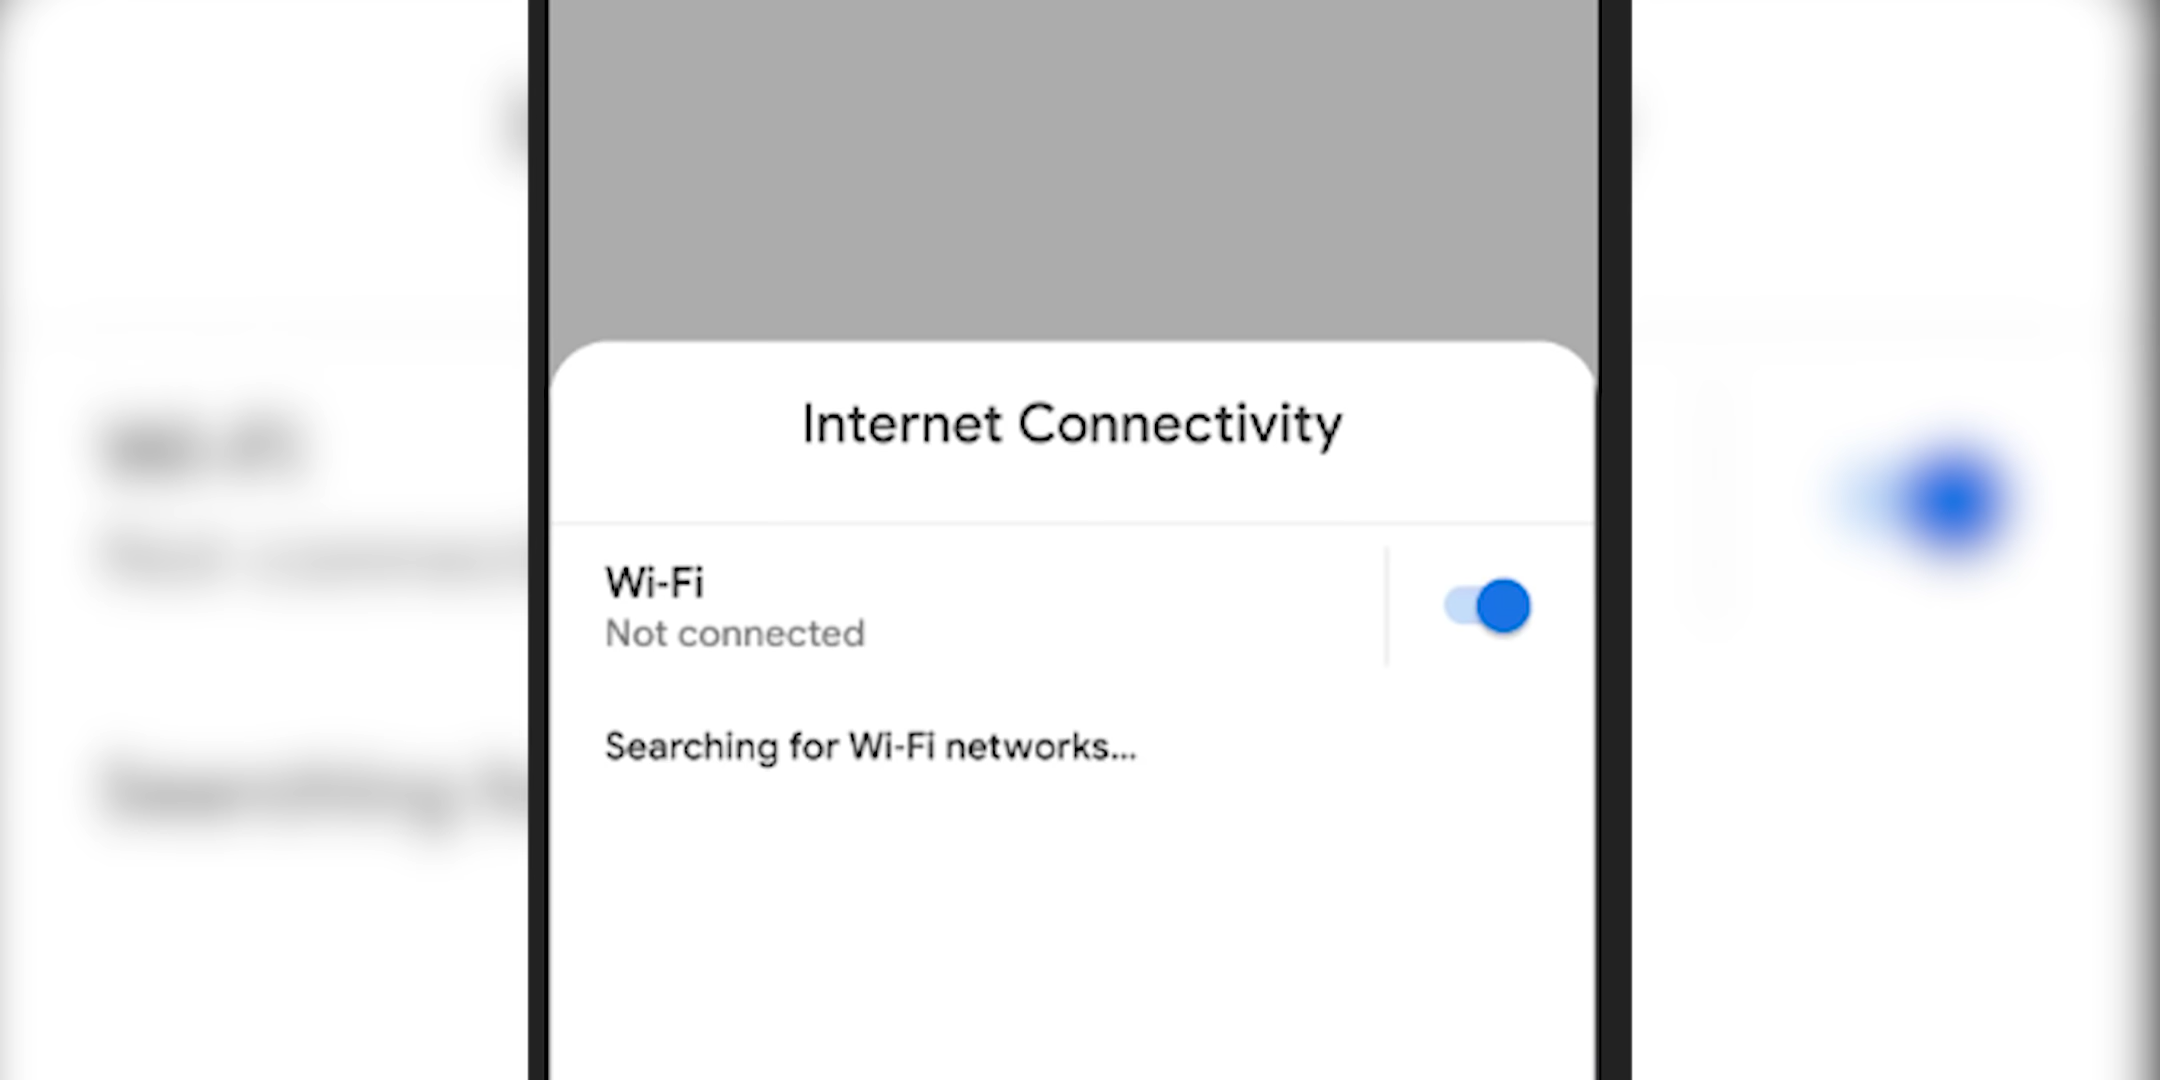 Internet Connectivity
Wi-Fi
Not connected
Searching for Wi-Fi networks...